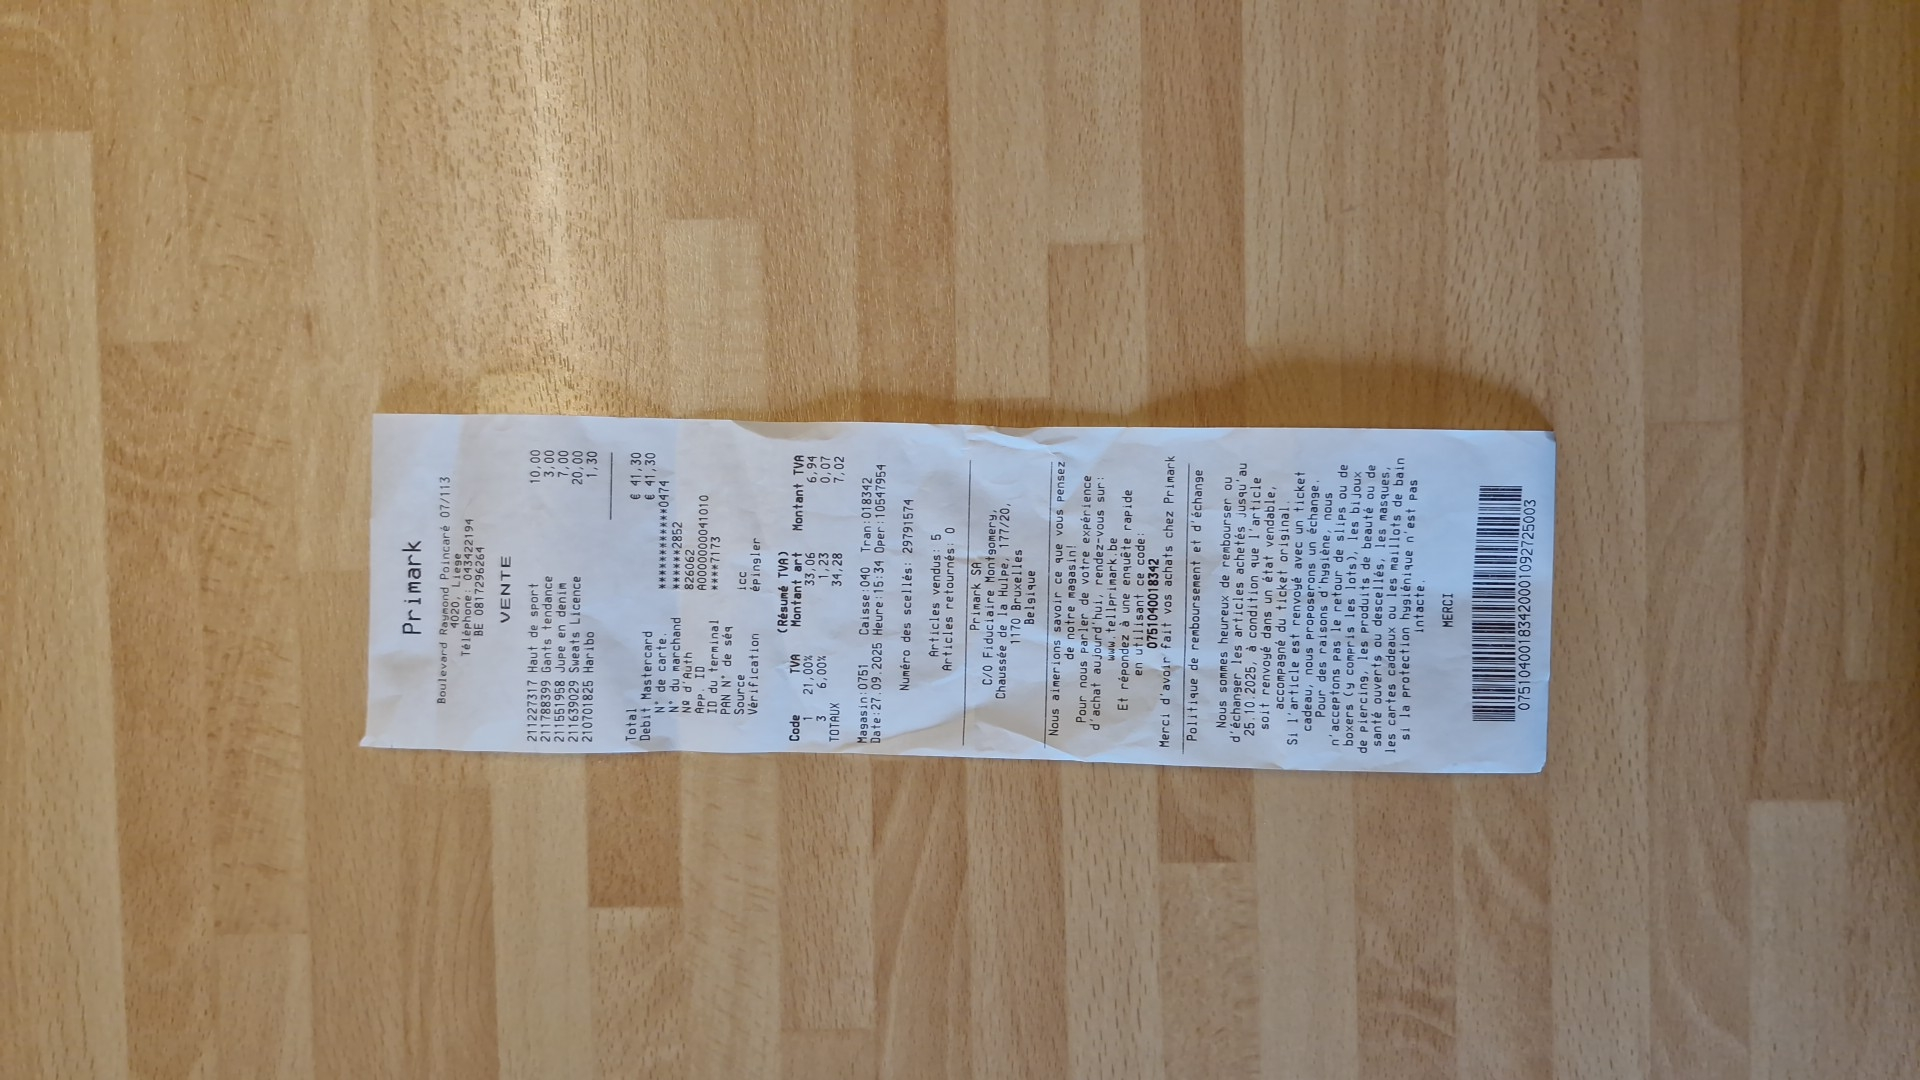 Primark
Boulevard Raymond Poincaré 07/113
4020, Liege
Téléphone: 043422194
BE 0817296264
VENTE
211227317 Haut de sport 10,00
211788399 Gants tendance 3,00
211551958 Jupe en denim 7,00
211639029 Sweats Licence 20,00
210701825 Haribo 1,30
Total € 41,30
Debit Mastercard € 41,30
N° de carte. ************0474
N° du marchand ******2852
Nº d'Auth 826062
App. ID A0000000041010
ID du terminal ****7173
PAN N° de séq
Source icc
Vérification épingler
(Résumé TVA)
Code TVA Montant art Montant TVA
1 21,00% 33,06 6,94
3 6,00% 1,23 0,07
TOTAUX 34,28 7,02
Magasin:0751 Caisse:040 Tran:018342
Date:27.09.2025 Heure:15:34 Oper:10547954
Numéro des scellés: 29791574
Articles vendus: 5
Articles retournés: 0
Primark SA
C/O Fiduciaire Montgomery,
Chaussée de la Hulpe, 177/20,
1170 Bruxelles
Belgique
Nous aimerions savoir ce que vous pensez
de notre magasin!
Pour nous parler de votre expérience
d'achat aujourd'hui, rendez-vous sur:
www.tellprimark.be
Et répondez à une enquête rapide
en utilisant ce code:
0751040018342
Merci d'avoir fait vos achats chez Primark
Politique de remboursement et d'échange
Nous sommes heureux de rembourser ou
d'échanger les articles achetés jusqu'au
25.10.2025, à condition que l'article
soit renvoyé dans un état vendable,
accompagné du ticket original.
Si l'article est renvoyé avec un ticket
cadeau, nous proposerons un échange.
Pour des raisons d'hygiène, nous
n'acceptons pas le retour de slips ou de
boxers (y compris les lots), les bijoux
de piercing, les produits de beauté ou de
santé ouverts ou descellés, les masques,
les cartes cadeaux ou les maillots de bain
si la protection hygiénique n'est pas
intacte.
MERCI
0751040018342000109272​5003